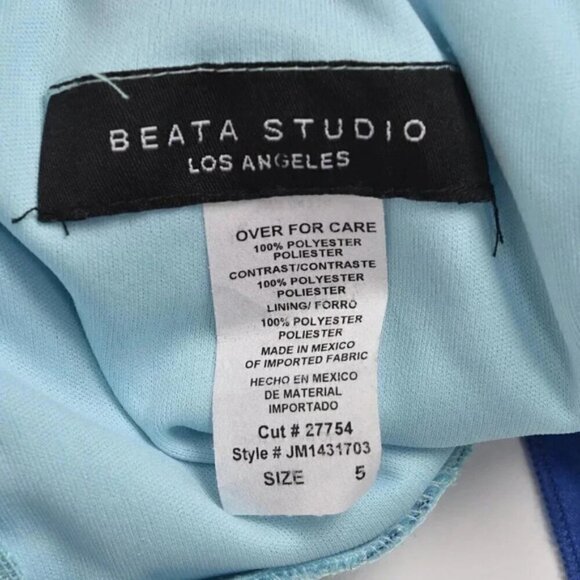 BEATA STUDIO
LOS ANGELES
OVER FOR CARE
100% POLYESTER
POLIESTER
CONTRAST/CONTRASTE
100% POLYESTER
POLIESTER
LINING/ FORRO
100% POLYESTER
POLIESTER
MADE IN MEXICO
OF IMPORTED FABRIC
HECHO EN MEXICO
DE MATERIAL
IMPORTADO
Cut # 27754
Style # JM1431703
SIZE 5